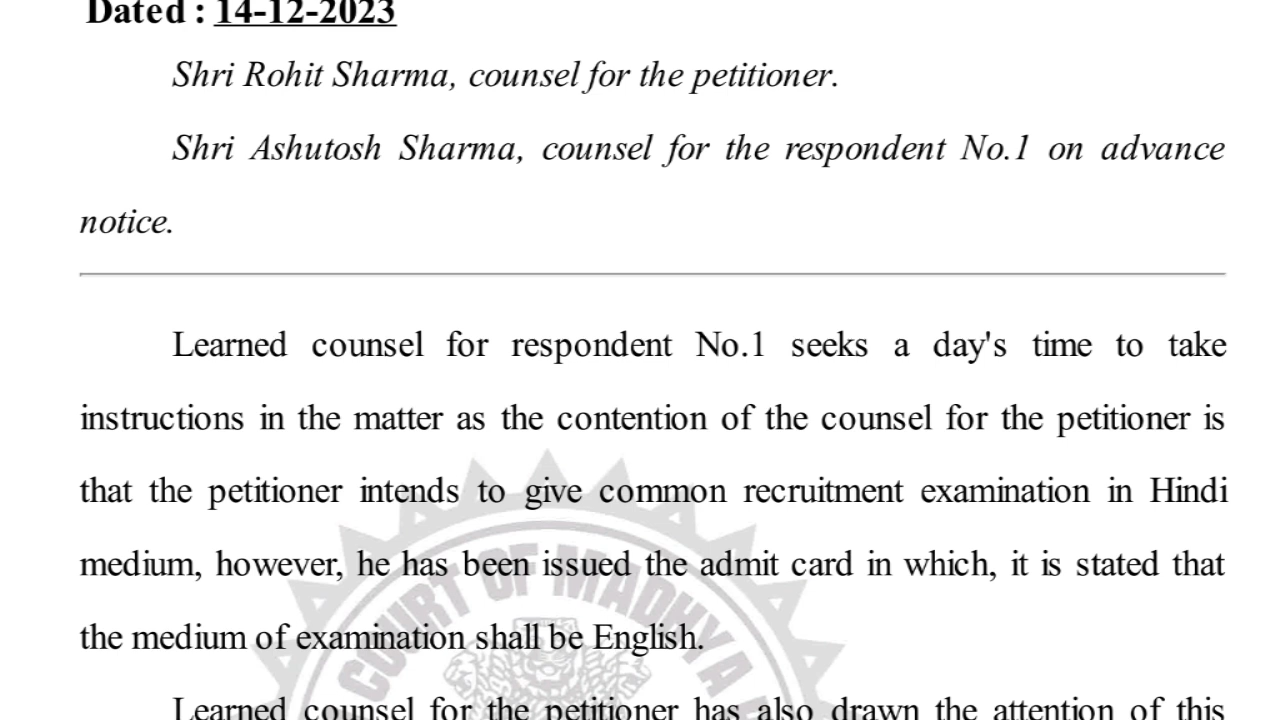 Dated : 14-12-2023
Shri Rohit Sharma, counsel for the petitioner.
Shri Ashutosh Sharma, counsel for the respondent No.1 on advance
notice.
Learned counsel for respondent No.1 seeks a day's time to take
instructions in the matter as the contention of the counsel for the petitioner is
that the petitioner intends to give common recruitment examination in Hindi
medium, however, he has been issued the admit card in which, it is stated that
the medium of examination shall be English.
COURT OF MADHYA
Learned counsel for the petitioner has also drawn the attention of this